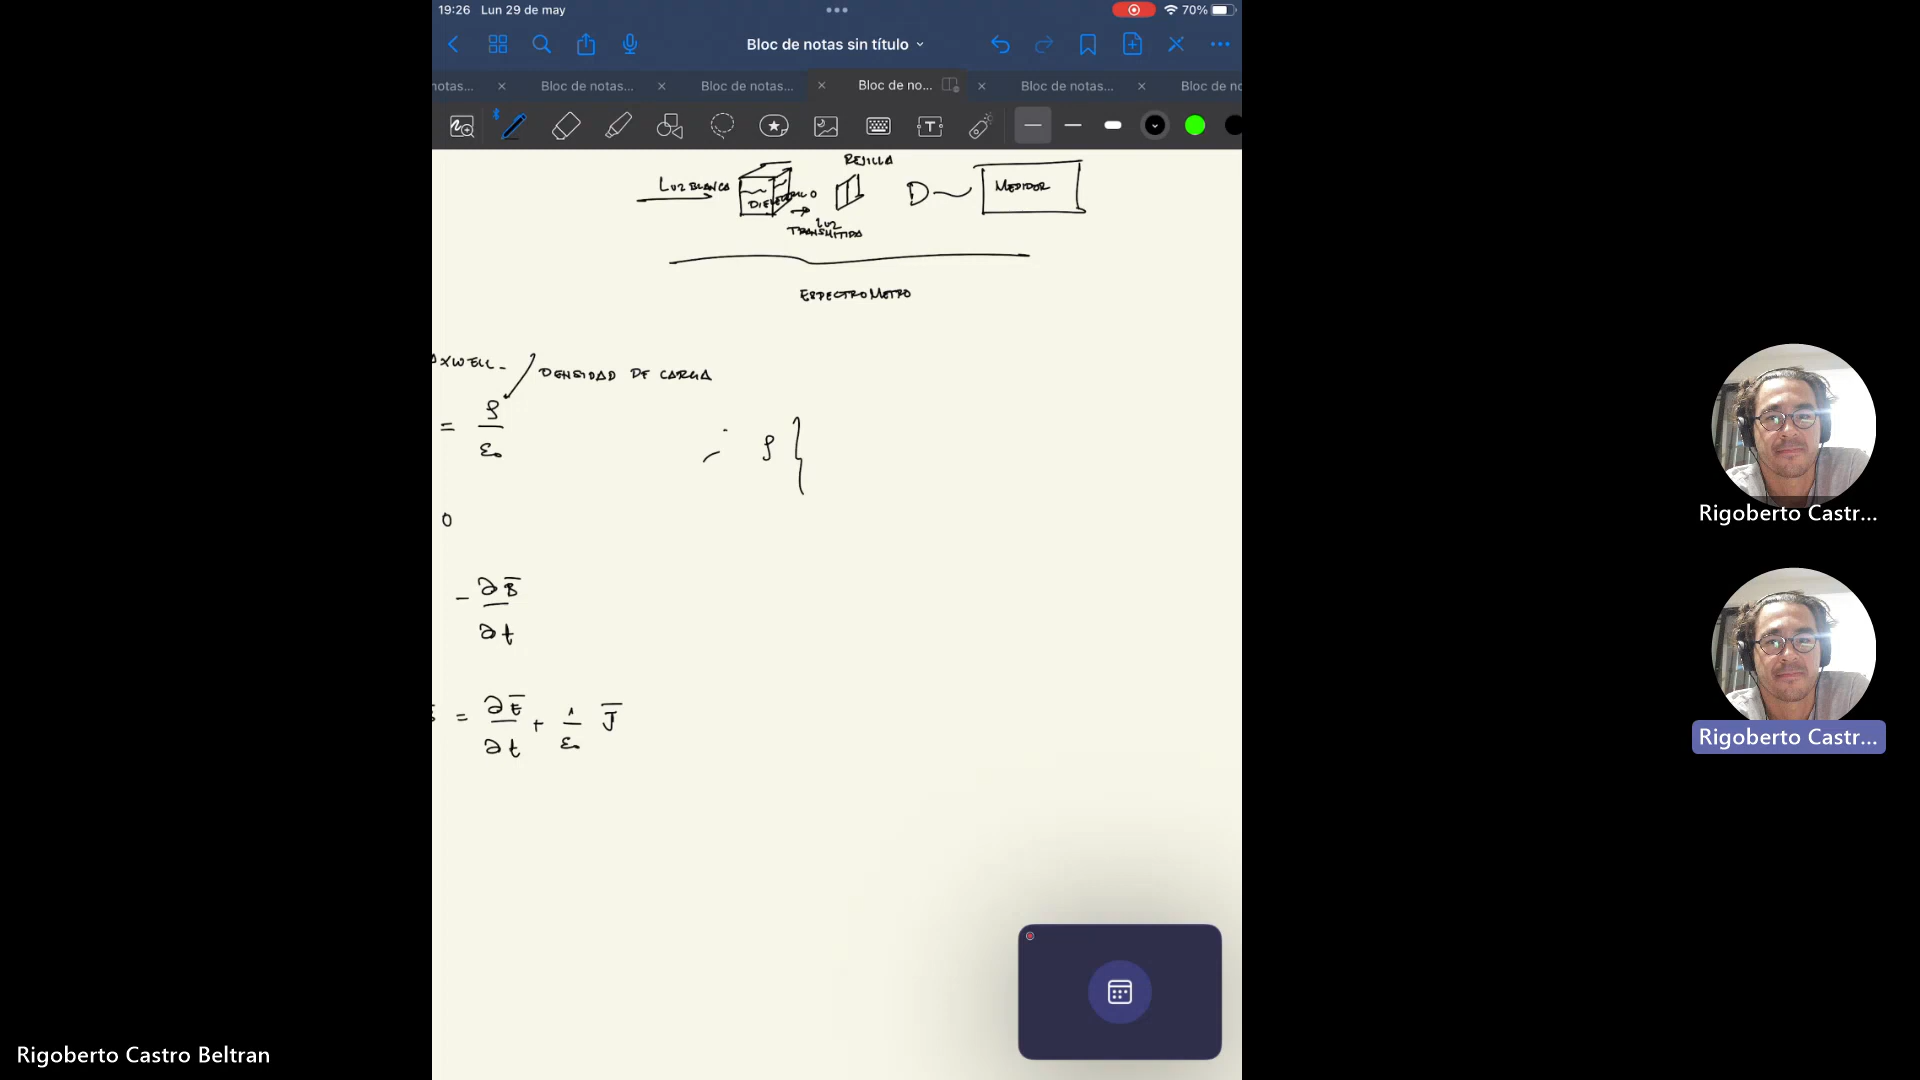 19:26 Lun 29 de may
70%
Bloc de notas sin título
notas... Bloc de notas... Bloc de notas... Bloc de no... Bloc de notas... Bloc de no
REJILLA
LUZ BLANCA
DIELECTRICO
MEDIDOR
LUZ
TRANSMITIDA
ESPECTROMETRO
AXWELL-
DENSIDAD DE CARGA
= ρ/ε₀
ρ {
0
- ∂B̅/∂t
= ∂E̅/∂t + 1/ε₀ J̅
Rigoberto Castr...
Rigoberto Castr...
Rigoberto Castro Beltran